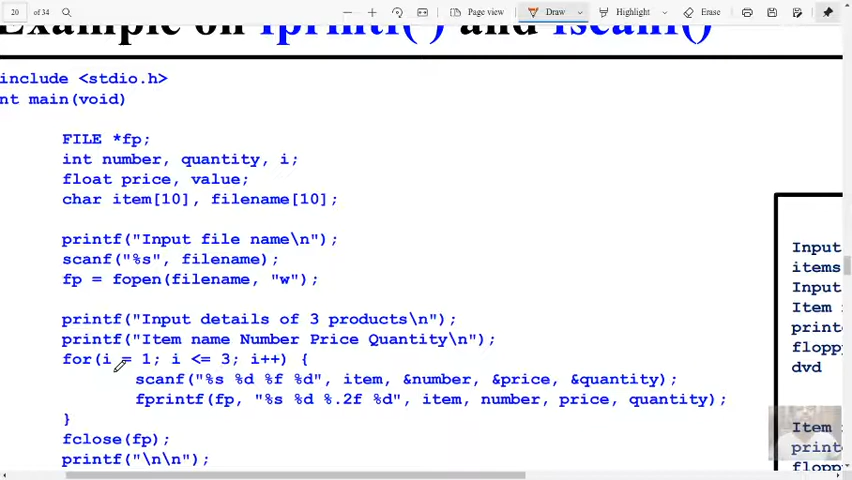 20 of 34 Page view Draw Highlight Erase
Example on fprintf( ) and fscanf()
include <stdio.h>
nt main(void)
FILE *fp;
int number, quantity, i;
float price, value;
char item[10], filename[10];
printf("Input file name\n");
scanf("%s", filename);
fp = fopen(filename, "w");
printf("Input details of 3 products\n");
printf("Item name Number Price Quantity\n");
for(i = 1; i <= 3; i++) {
scanf("%s %d %f %d", item, &number, &price, &quantity);
fprintf(fp, "%s %d %.2f %d", item, number, price, quantity);
}
fclose(fp);
printf("\n\n");
Input
items
Input
Item
printe
floppy
dvd
Item
printe
floppy